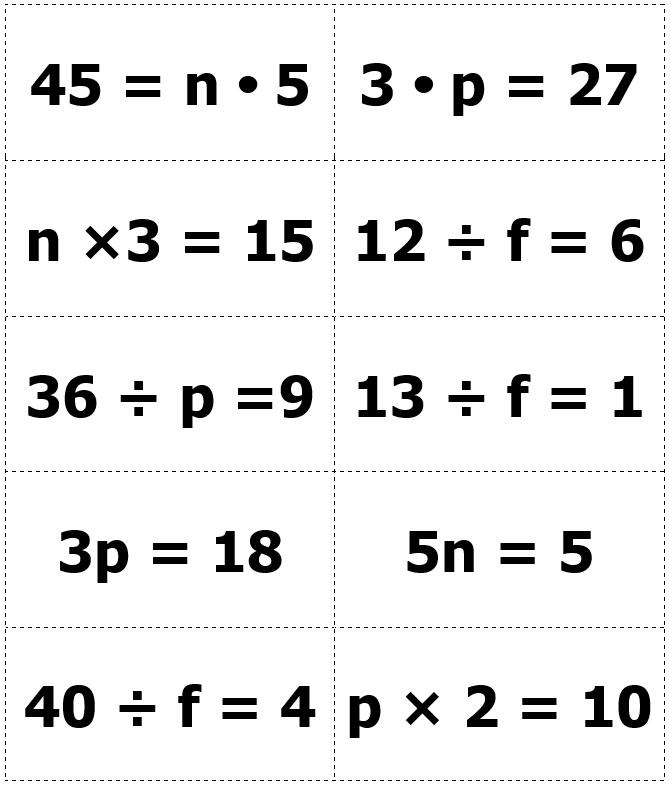 45 = n • 5
3 • p = 27
n ×3 = 15
12 ÷ f = 6
36 ÷ p =9
13 ÷ f = 1
3p = 18
5n = 5
40 ÷ f = 4
p × 2 = 10